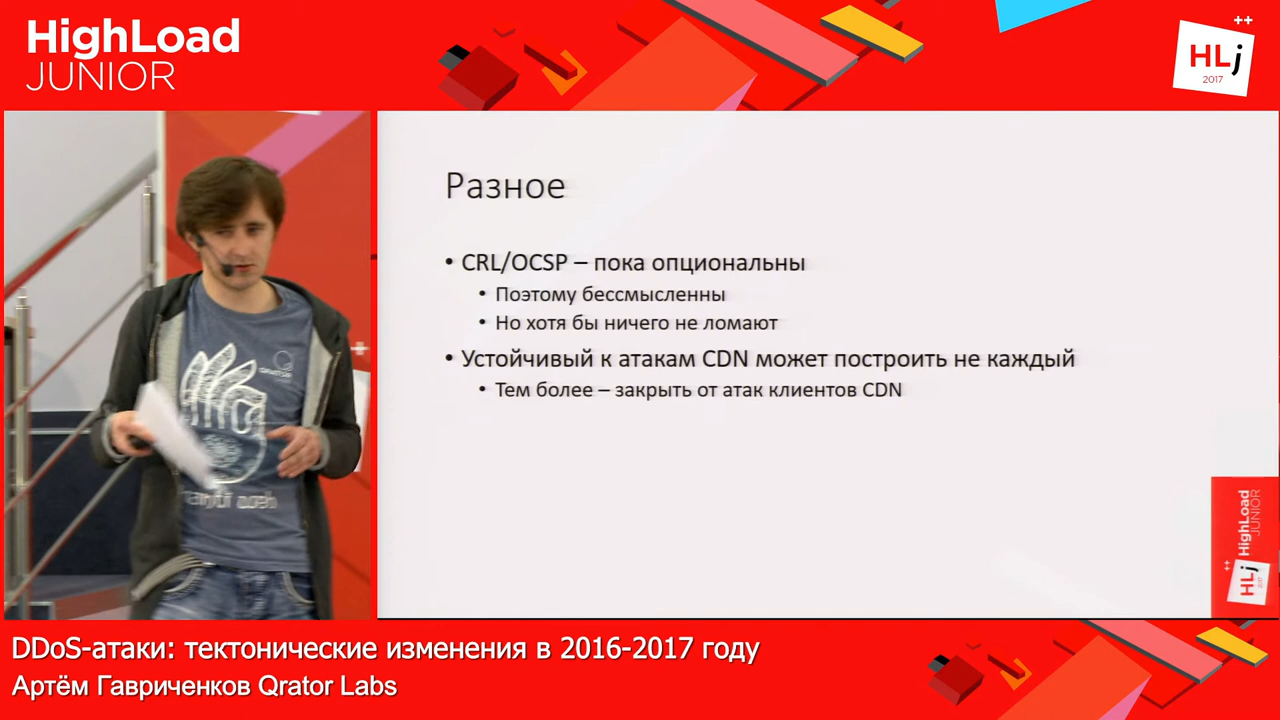 HighLoad
JUNIOR
++
HLj
2017
Разное
• CRL/OCSP – пока опциональны
• Поэтому бессмысленны
• Но хотя бы ничего не ломают
• Устойчивый к атакам CDN может построить не каждый
• Тем более – закрыть от атак клиентов CDN
HighLoad
JUNIOR
++
HLj
DDoS-атаки: тектонические изменения в 2016-2017 году
Артём Гавриченков Qrator Labs